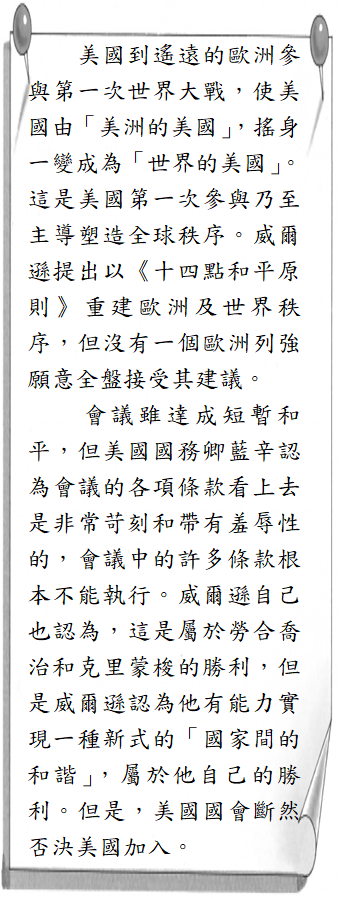 美國到遙遠的歐洲參
與第一次世界大戰，使美
國由「美洲的美國」，搖身
一變成為「世界的美國」。
這是美國第一次參與乃至
主導塑造全球秩序。威爾
遜提出以《十四點和平原
則》重建歐洲及世界秩
序，但沒有一個歐洲列強
願意全盤接受其建議。
會議雖達成短暫和
平，但美國國務卿藍辛認
為會議的各項條款看上去
是非常苛刻和帶有羞辱性
的，會議中的許多條款根
本不能執行。威爾遜自己
也認為，這是屬於勞合喬
治和克里蒙梭的勝利，但
是威爾遜認為他有能力實
現一種新式的「國家間的
和諧」，屬於他自己的勝
利。但是，美國國會斷然
否決美國加入。